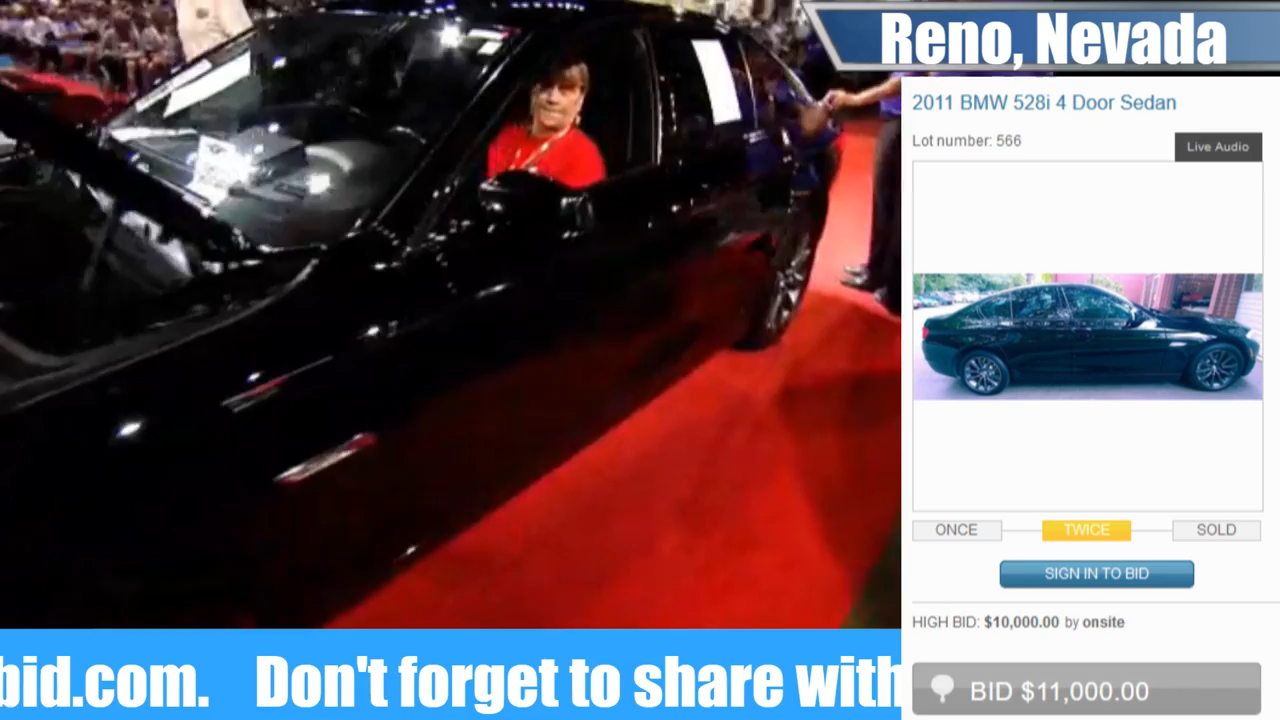 Reno, Nevada
2011 BMW 528i 4 Door Sedan
Lot number: 566
Live Audio
ONCE
TWICE
SOLD
SIGN IN TO BID
HIGH BID: $10,000.00 by onsite
BID $11,000.00
bid.com. Don't forget to share with